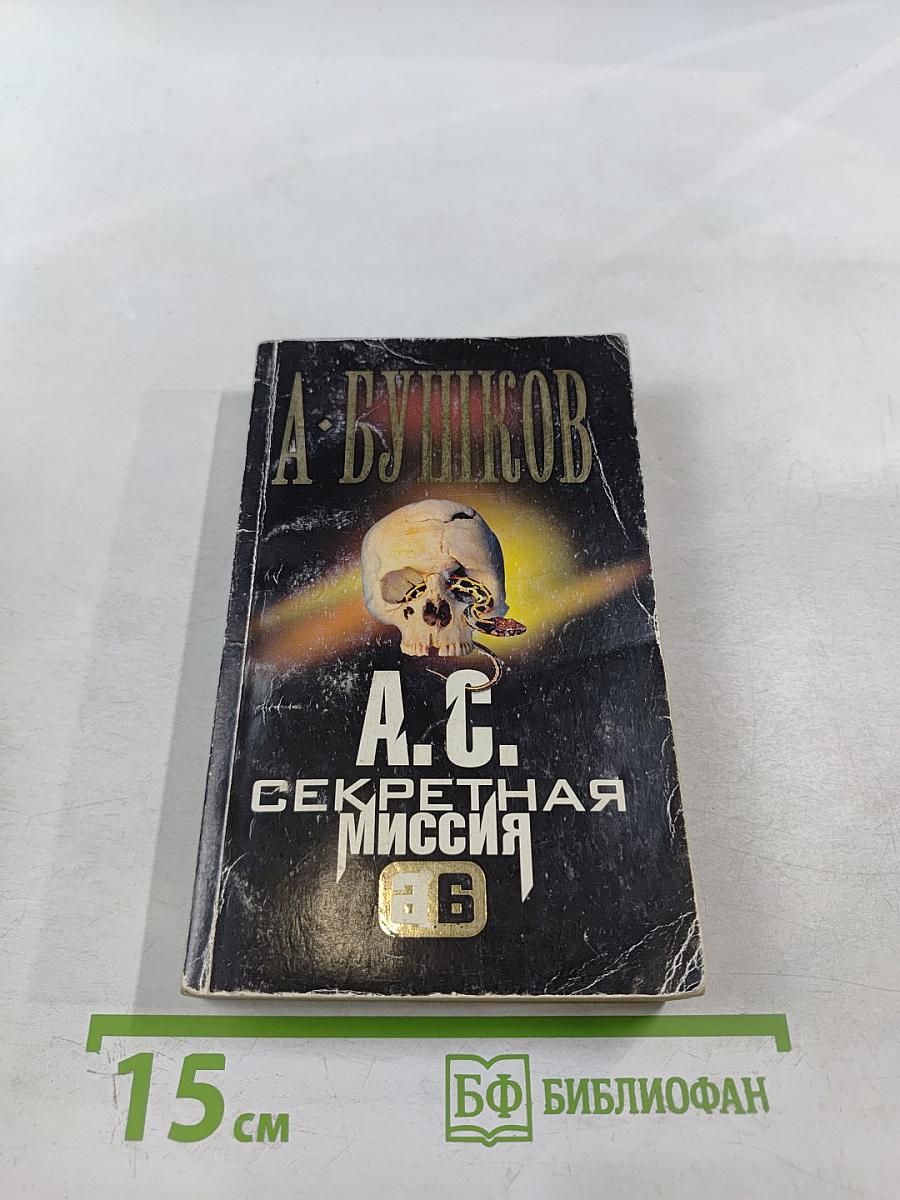 А·БУШКОВ
А. С.
СЕКРЕТНАЯ
МИССИЯ
аБ
15 см
БФ БИБЛИОФАН